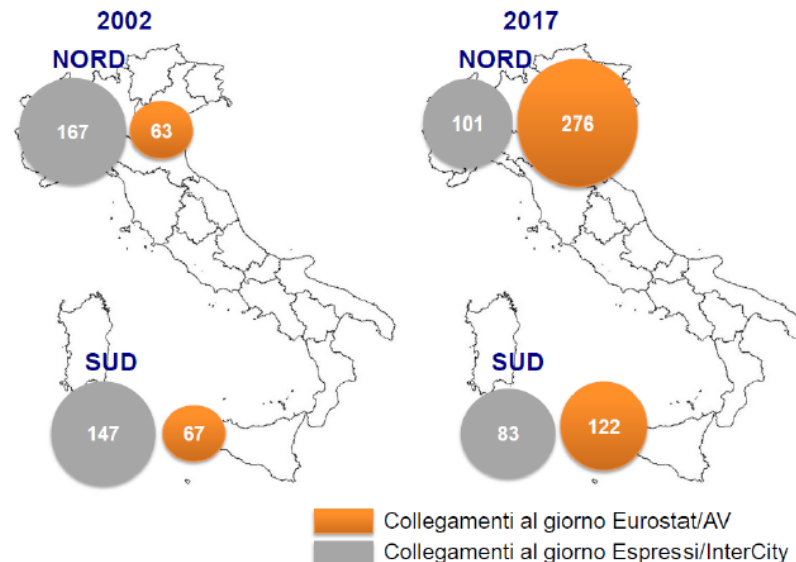 2002
NORD
167
63
SUD
147
67
2017
NORD
101
276
SUD
83
122
Collegamenti al giorno Eurostat/AV
Collegamenti al giorno Espressi/InterCity